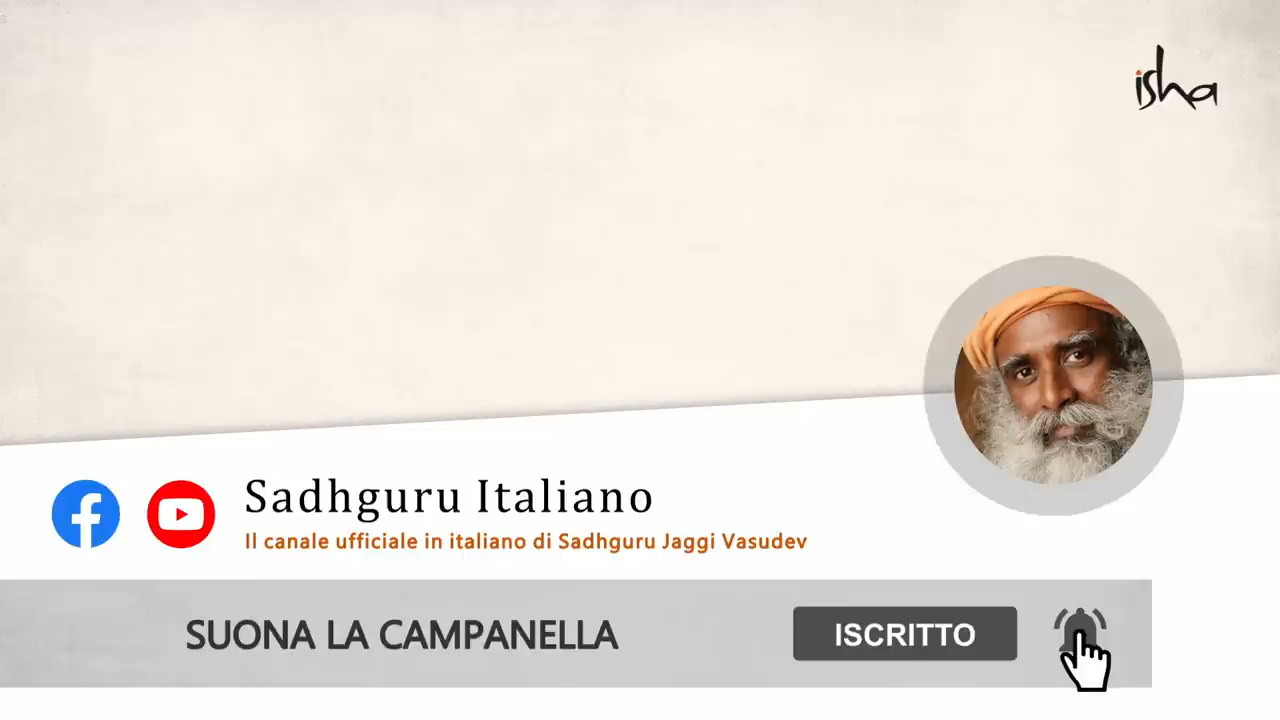 isha
Sadhguru Italiano
Il canale ufficiale in italiano di Sadhguru Jaggi Vasudev
SUONA LA CAMPANELLA
ISCRITTO